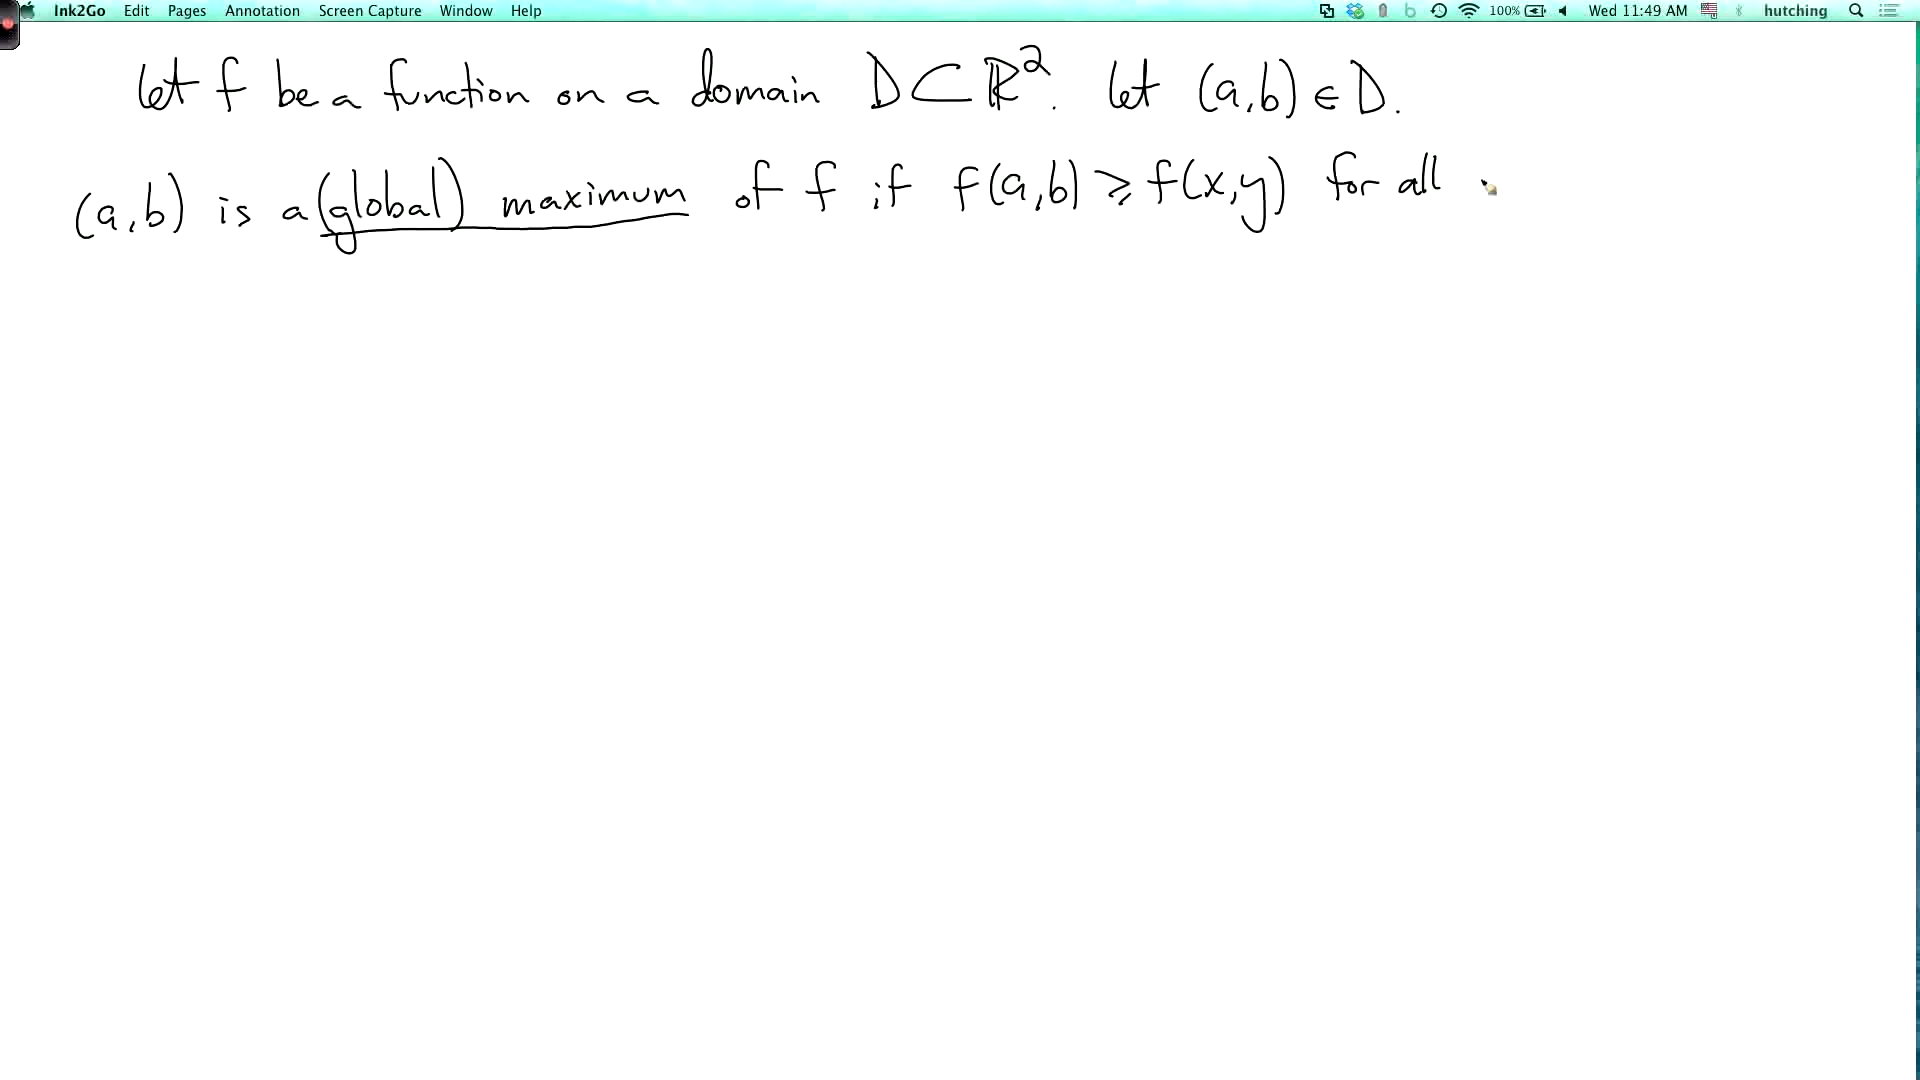 Ink2Go Edit Pages Annotation Screen Capture Window Help 100% Wed 11:49 AM hutching
let f be a function on a domain D⊂ℝ². let (a,b) ∈ D.
(a,b) is a (global) maximum of f if f(a,b) ⩾ f(x,y) for all